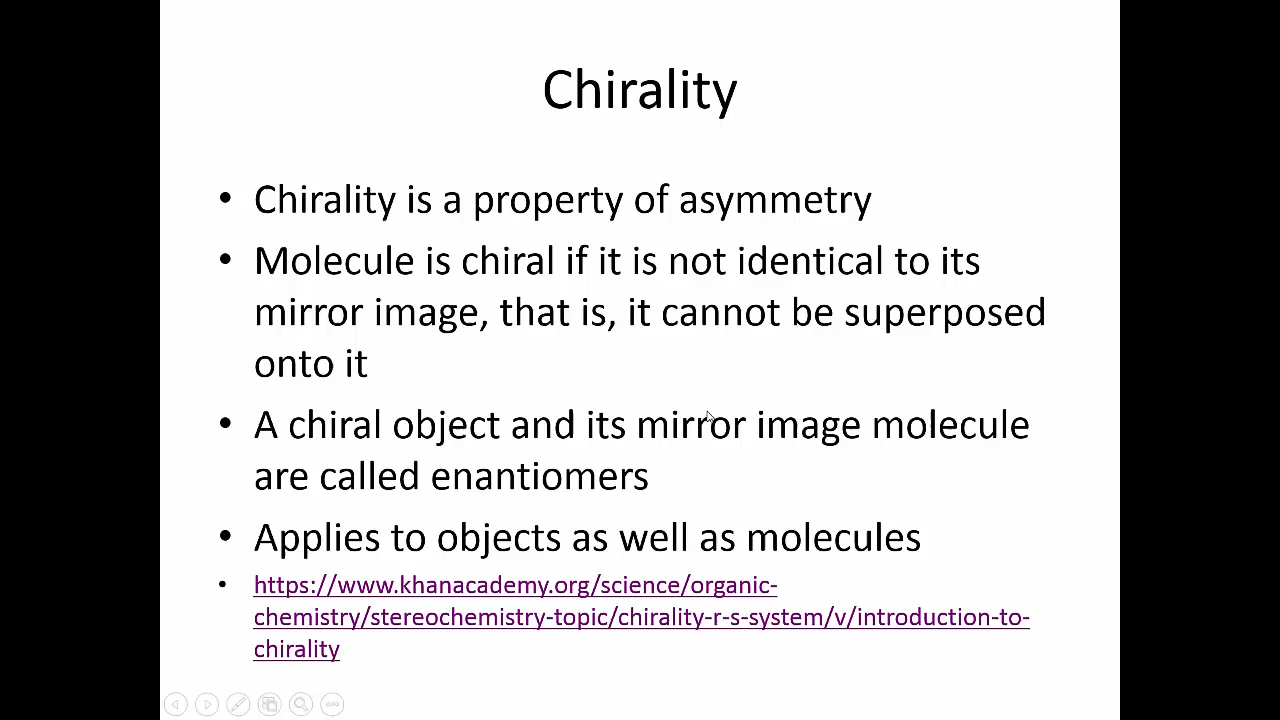 Chirality
• Chirality is a property of asymmetry
• Molecule is chiral if it is not identical to its
mirror image, that is, it cannot be superposed
onto it
• A chiral object and its mirror image molecule
are called enantiomers
• Applies to objects as well as molecules
• https://www.khanacademy.org/science/organic-
chemistry/stereochemistry-topic/chirality-r-s-system/v/introduction-to-
chirality